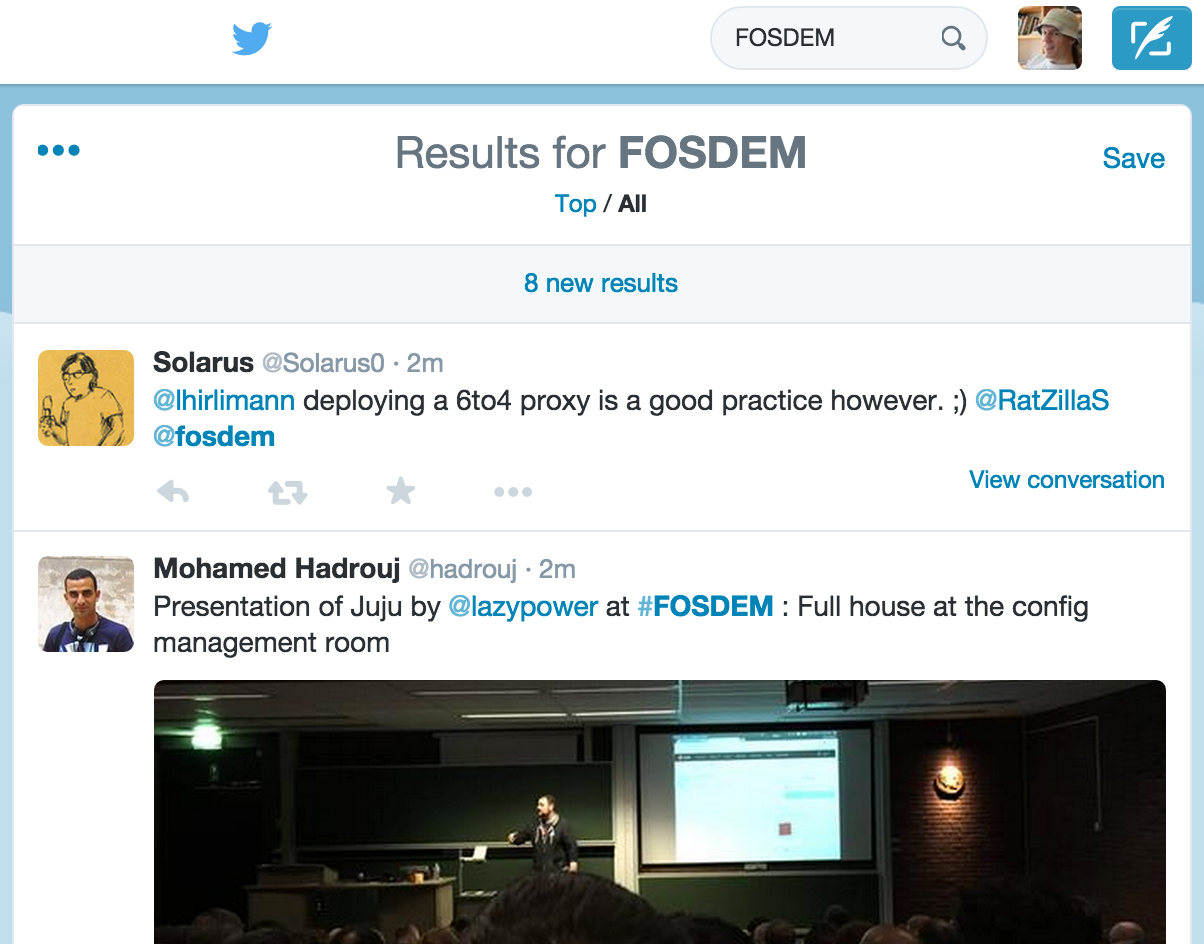 FOSDEM
Results for FOSDEM
Save
Top / All
8 new results
Solarus @Solarus0 · 2m
@lhirlimann deploying a 6to4 proxy is a good practice however. ;) @RatZillaS
@fosdem
View conversation
Mohamed Hadrouj @hadrouj · 2m
Presentation of Juju by @lazypower at #FOSDEM : Full house at the config
management room